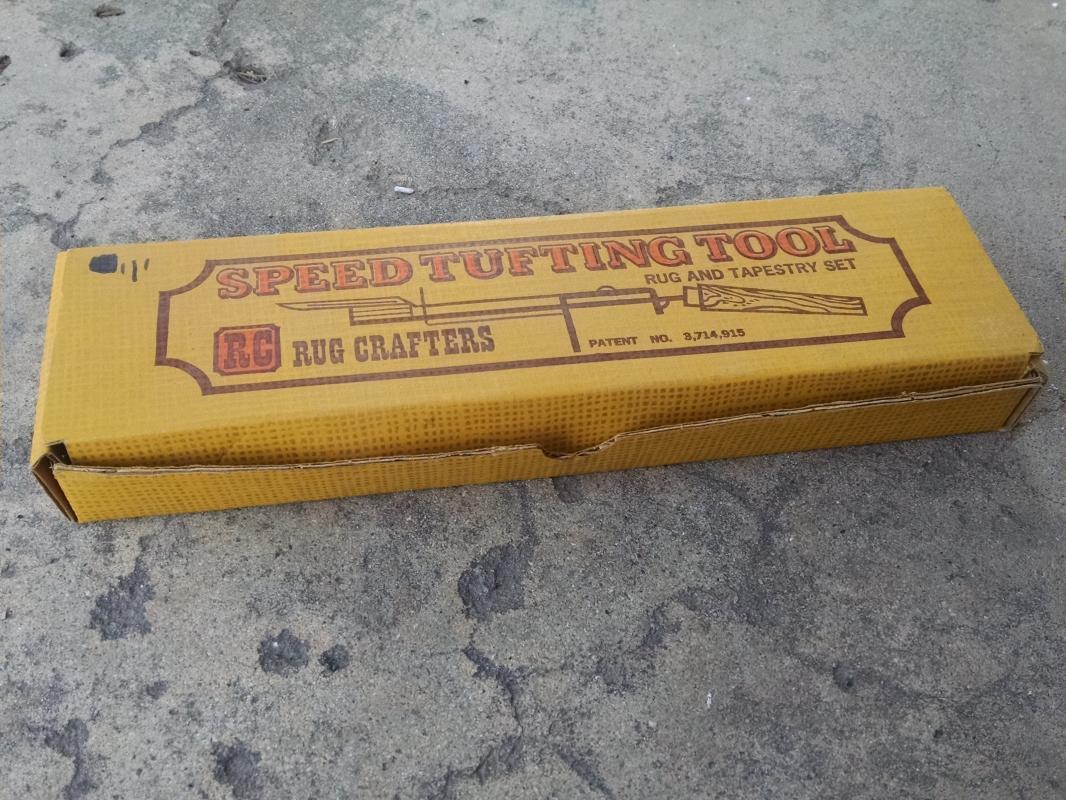 SPEED TUFTING TOOL
RUG AND TAPESTRY SET
RC RUG CRAFTERS
PATENT NO. 3,714,915